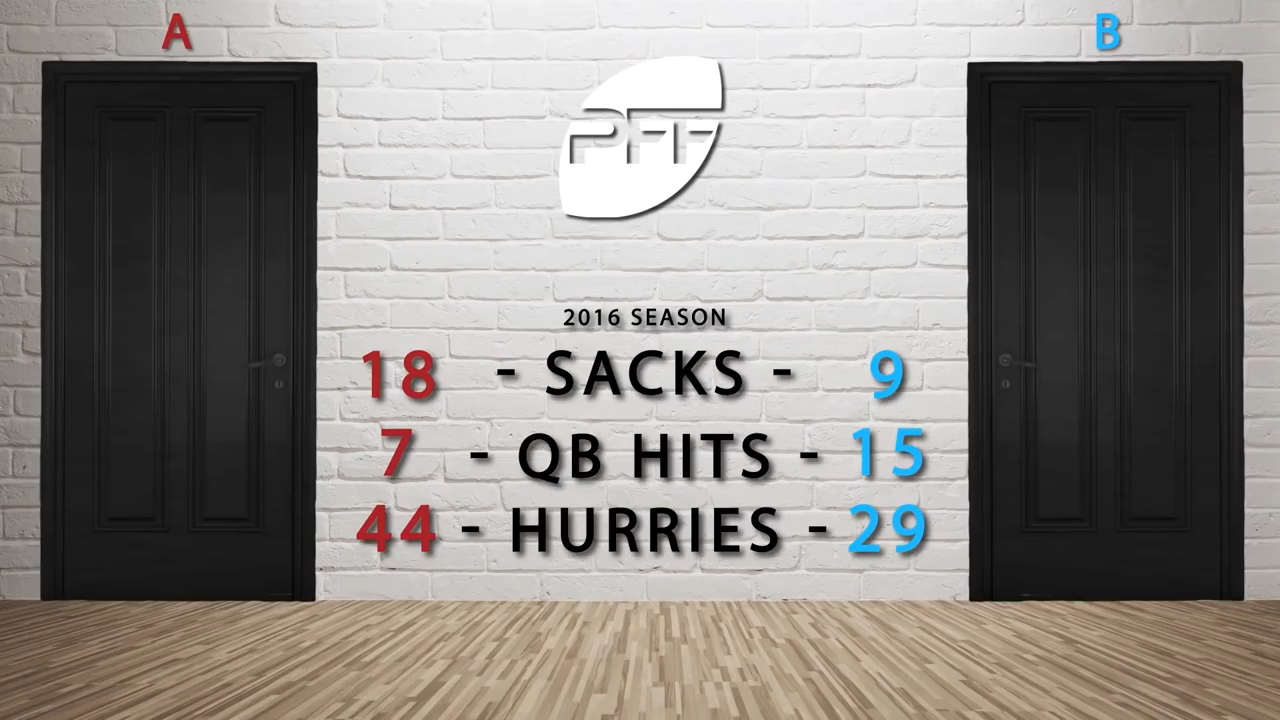 A
B
PFF
2016 SEASON
18 - SACKS - 9
7 - QB HITS - 15
44 - HURRIES - 29